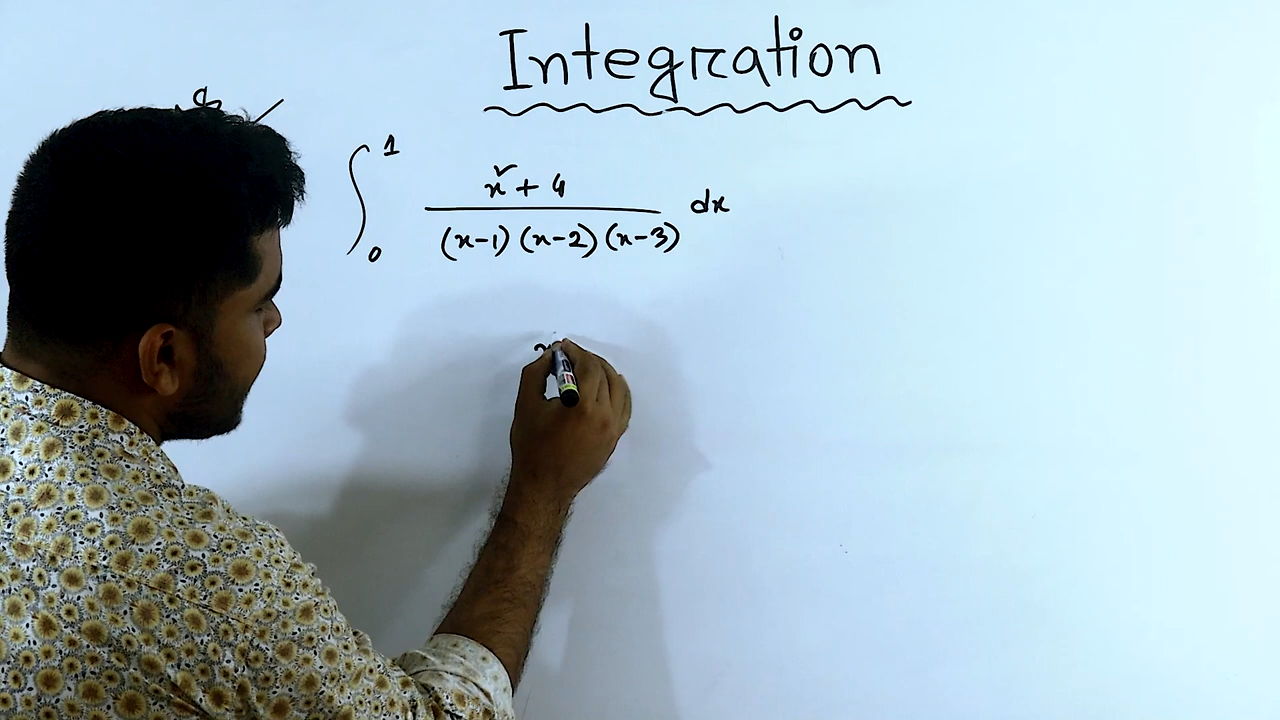 Integration
∫₀¹ (x² + 4) / ((x-1) (x-2) (x-3)) dx